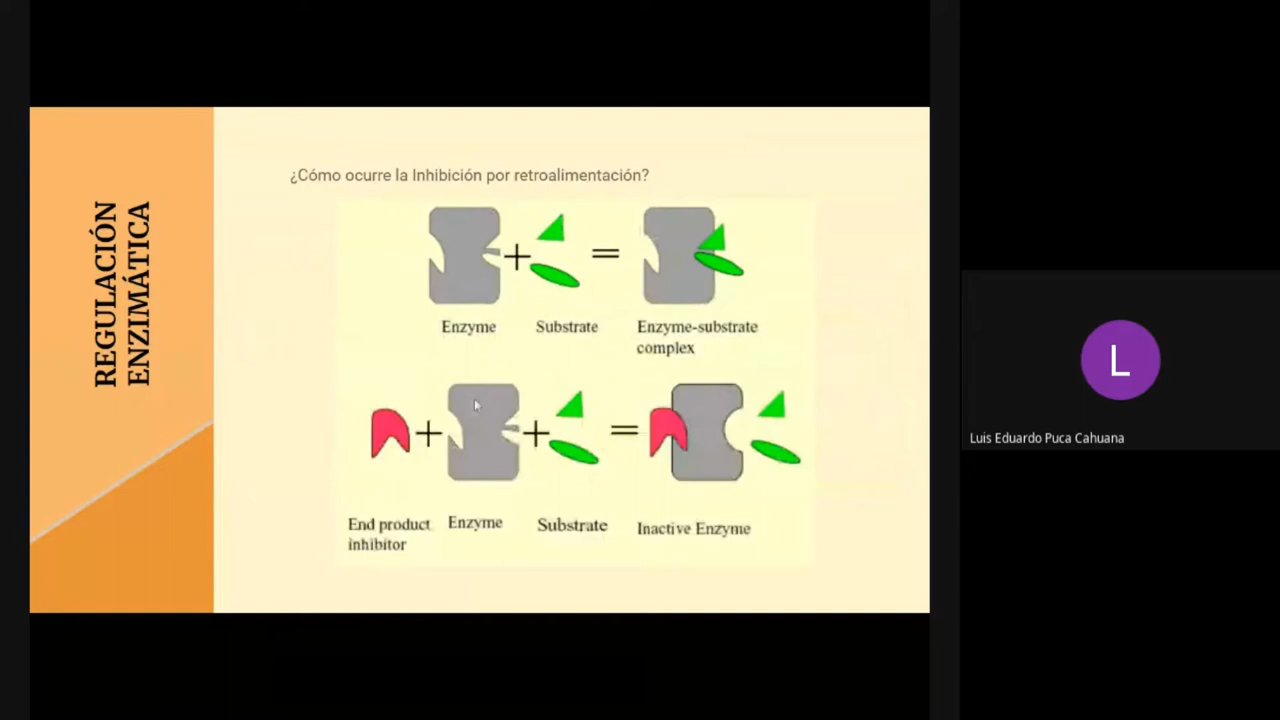 REGULACIÓN
ENZIMÁTICA
¿Cómo ocurre la Inhibición por retroalimentación?
+
=
Enzyme
Substrate
Enzyme-substrate
complex
+
+
=
End product
inhibitor
Enzyme
Substrate
Inactive Enzyme
L
Luis Eduardo Puca Cahuana